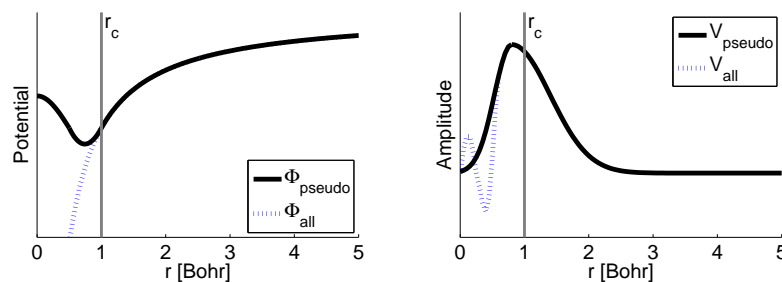 r_c
Potential
Φ_pseudo
Φ_all
0 1 2 3 4 5
r [Bohr]
r_c
Amplitude
V_pseudo
V_all
0 1 2 3 4 5
r [Bohr]